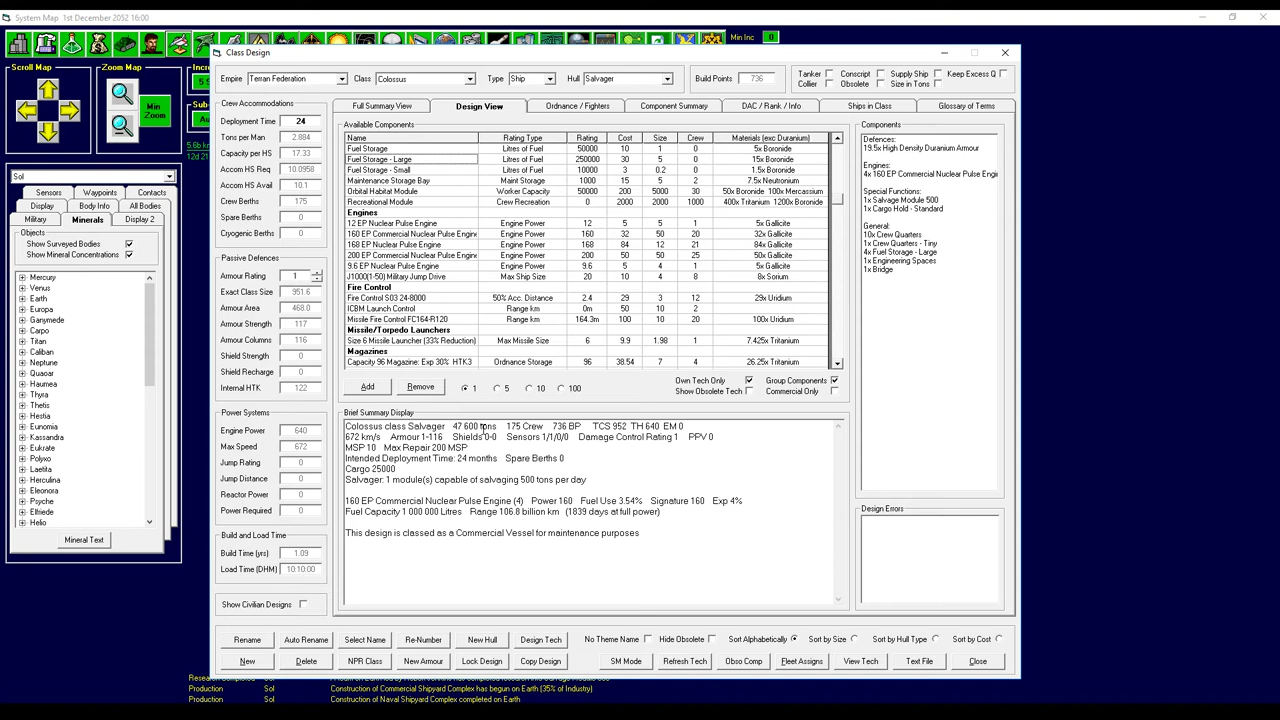 System Map 1st December 2052 16:00
Min Inc 0
Scroll Map
Zoom Map
Min
Zoom
Sol
Sensors Waypoints Contacts
Display Body Info All Bodies
Military Minerals Display 2
Objects
Show Surveyed Bodies
Show Mineral Concentrations
Mercury
Venus
Earth
Europa
Ganymede
Carpo
Titan
Caliban
Neptune
Quaoar
Haumea
Thyra
Thetis
Hestia
Eunomia
Kassandra
Eukrate
Polyxo
Laetita
Herculina
Eleonora
Psyche
Elfriede
Helio
Mineral Text
Class Design
Empire Terran Federation Class Colossus Type Ship Hull Salvager Build Points 736
Tanker Conscript Supply Ship Keep Excess Q
Collier Obsolete Size in Tons
Crew Accommodations
Deployment Time 24
Tons per Man 2.884
Capacity per HS 17.33
Accom HS Req 10.0958
Accom HS Avail 10.1
Crew Berths 175
Spare Berths 0
Cryogenic Berths 0
Passive Defences
Armour Rating 1
Exact Class Size 951.6
Armour Area 468.0
Armour Strength 117
Armour Columns 116
Shield Strength 0
Shield Recharge 0
Internal HTK 122
Power Systems
Engine Power 640
Max Speed 672
Jump Rating 0
Jump Distance 0
Reactor Power 0
Power Required 0
Build and Load Time
Build Time (yrs) 1.09
Load Time (DHM) 10:10:00
Show Civilian Designs
Full Summary View Design View Ordnance / Fighters Component Summary DAC / Rank / Info Ships in Class Glossary of Terms
Available Components
Name Rating Type Rating Cost Size Crew Materials (exc Duranium)
Fuel Storage Litres of Fuel 50000 10 1 0 5x Boronide
Fuel Storage - Large Litres of Fuel 250000 30 5 0 15x Boronide
Fuel Storage - Small Litres of Fuel 10000 3 0.2 0 1.5x Boronide
Maintenance Storage Bay Maint Storage 1000 15 5 2 7.5x Neutronium
Orbital Habitat Module Worker Capacity 50000 200 5000 30 50x Boronide 100x Mercassium
Recreational Module Crew Recreation 0 400 2000 1000 400x Tritanium 1200x Boronide
Engines
12 EP Nuclear Pulse Engine Engine Power 12 5 5 1 5x Gallicite
160 EP Commercial Nuclear Pulse Engine Engine Power 160 32 50 20 32x Gallicite
168 EP Nuclear Pulse Engine Engine Power 168 84 12 21 84x Gallicite
200 EP Commercial Nuclear Pulse Engine Engine Power 200 50 50 25 50x Gallicite
9.6 EP Nuclear Pulse Engine Engine Power 9.6 5 4 1 5x Gallicite
J1000(1-50) Military Jump Drive Max Ship Size 20 10 4 8 8x Sorium
Fire Control
Fire Control S03 24-8000 50% Acc. Distance 2.4 29 3 12 29x Uridium
ICBM Launch Control Range km 0m 50 10 2
Missile Fire Control FC164-R120 Range km 164.3m 100 10 20 100x Uridium
Missile/Torpedo Launchers
Size 6 Missile Launcher (33% Reduction) Max Missile Size 6 9.9 1.98 1 7.425x Tritanium
Magazines
Capacity 96 Magazine: Exp 30% HTK3 Ordnance Storage 96 38.54 7 4 26.25x Tritanium
Add Remove 1 5 10 100
Own Tech Only Group Components
Show Obsolete Tech Commercial Only
Brief Summary Display
Colossus class Salvager 47 600 tons 175 Crew 736 BP TCS 952 TH 640 EM 0
672 km/s Armour 1-116 Shields 0-0 Sensors 1/1/0/0 Damage Control Rating 1 PPV 0
MSP 10 Max Repair 200 MSP
Intended Deployment Time: 24 months Spare Berths 0
Cargo 25000
Salvager: 1 module(s) capable of salvaging 500 tons per day
160 EP Commercial Nuclear Pulse Engine (4) Power 160 Fuel Use 3.54% Signature 160 Exp 4%
Fuel Capacity 1 000 000 Litres Range 106.8 billion km (1839 days at full power)
This design is classed as a Commercial Vessel for maintenance purposes
Components
Defences:
19.5x High Density Duranium Armour
Engines:
4x 160 EP Commercial Nuclear Pulse Engin
Special Functions:
1x Salvage Module 500
1x Cargo Hold - Standard
General:
10x Crew Quarters
1x Crew Quarters - Tiny
4x Fuel Storage - Large
1x Engineering Spaces
1x Bridge
Design Errors
Rename Auto Rename Select Name Re-Number New Hull Design Tech No Theme Name Hide Obsolete Sort Alphabetically Sort by Size Sort by Hull Type Sort by Cost
New Delete NPR Class New Armour Lock Design Copy Design SM Mode Refresh Tech Obso Comp Fleet Assigns View Tech Text File Close
Production Sol Construction of Commercial Shipyard Complex has begun on Earth (35% of Industry)
Production Sol Construction of Naval Shipyard Complex completed on Earth